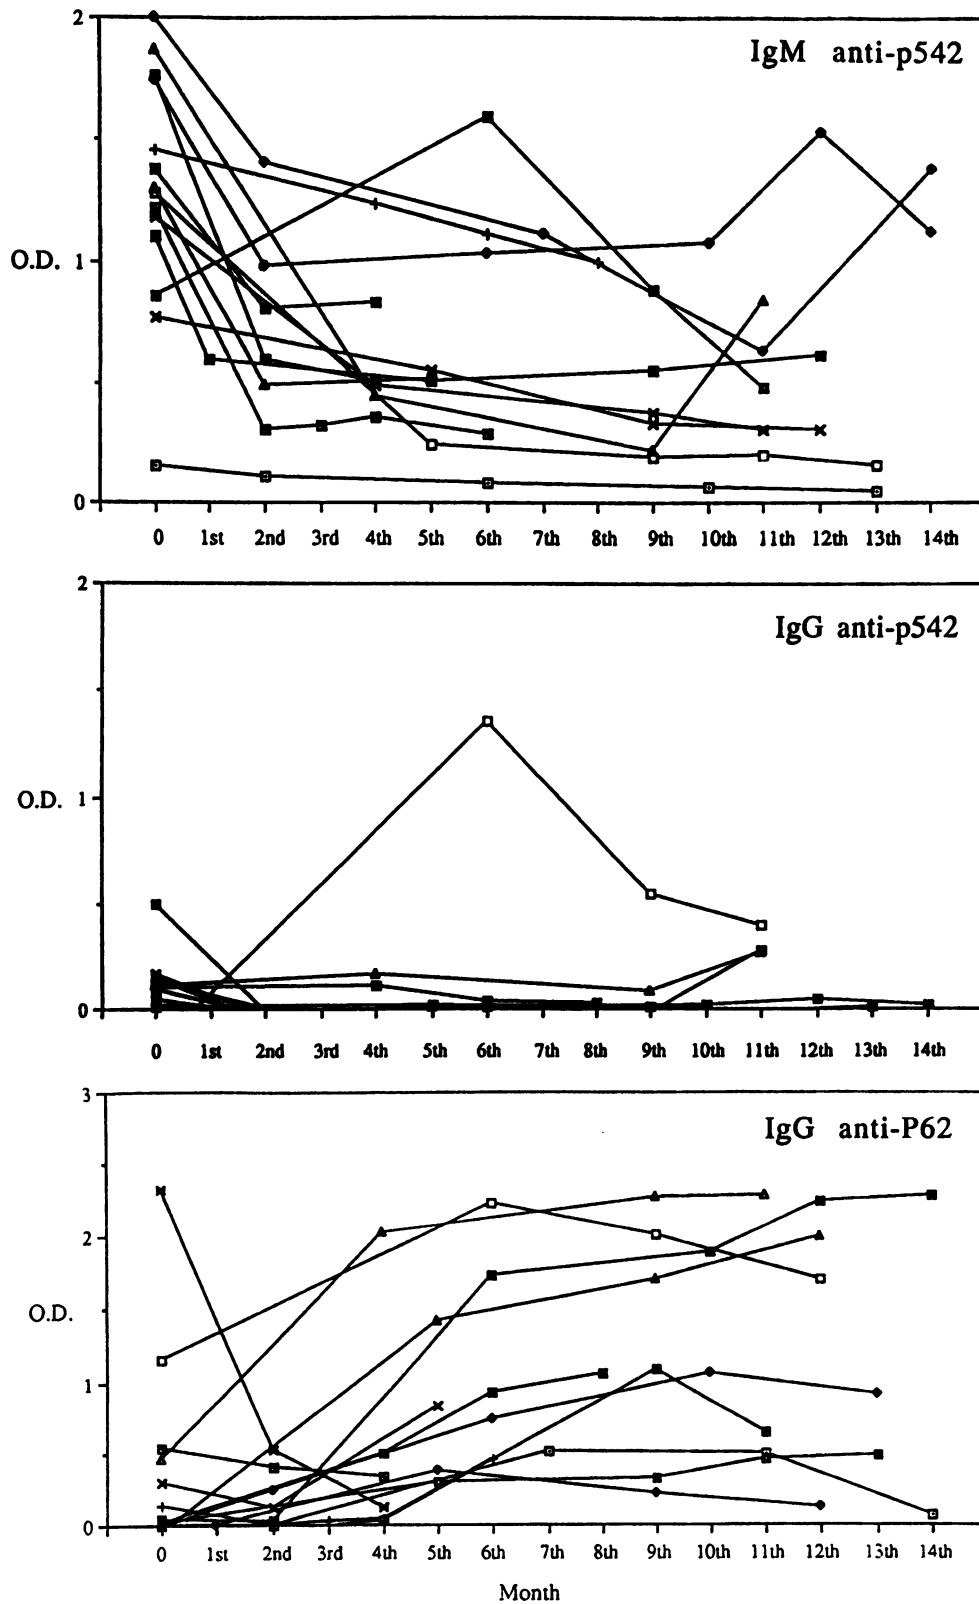 2
IgM anti-p542
O.D. 1
0
0 1st 2nd 3rd 4th 5th 6th 7th 8th 9th 10th 11th 12th 13th 14th
2
IgG anti-p542
O.D. 1
0
0 1st 2nd 3rd 4th 5th 6th 7th 8th 9th 10th 11th 12th 13th 14th
3
IgG anti-P62
2
O.D.
1
0
0 1st 2nd 3rd 4th 5th 6th 7th 8th 9th 10th 11th 12th 13th 14th
Month